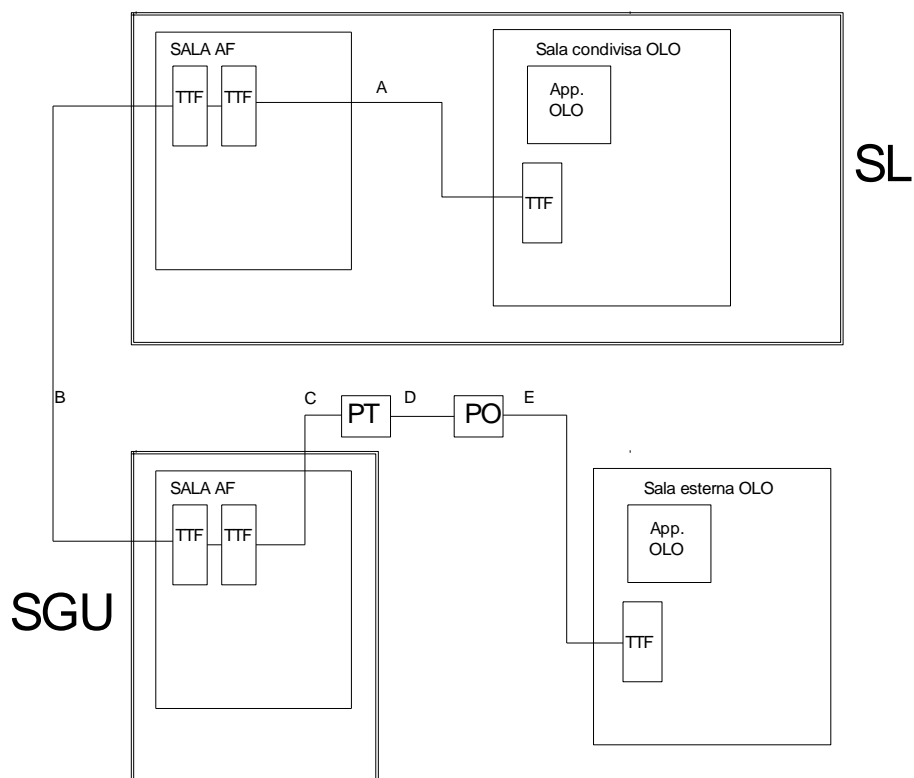 SALA AF
TTF
TTF
A
Sala condivisa OLO
App.
OLO
TTF
SL
B
C
PT
D
PO
E
SALA AF
TTF
TTF
SGU
Sala esterna OLO
App.
OLO
TTF